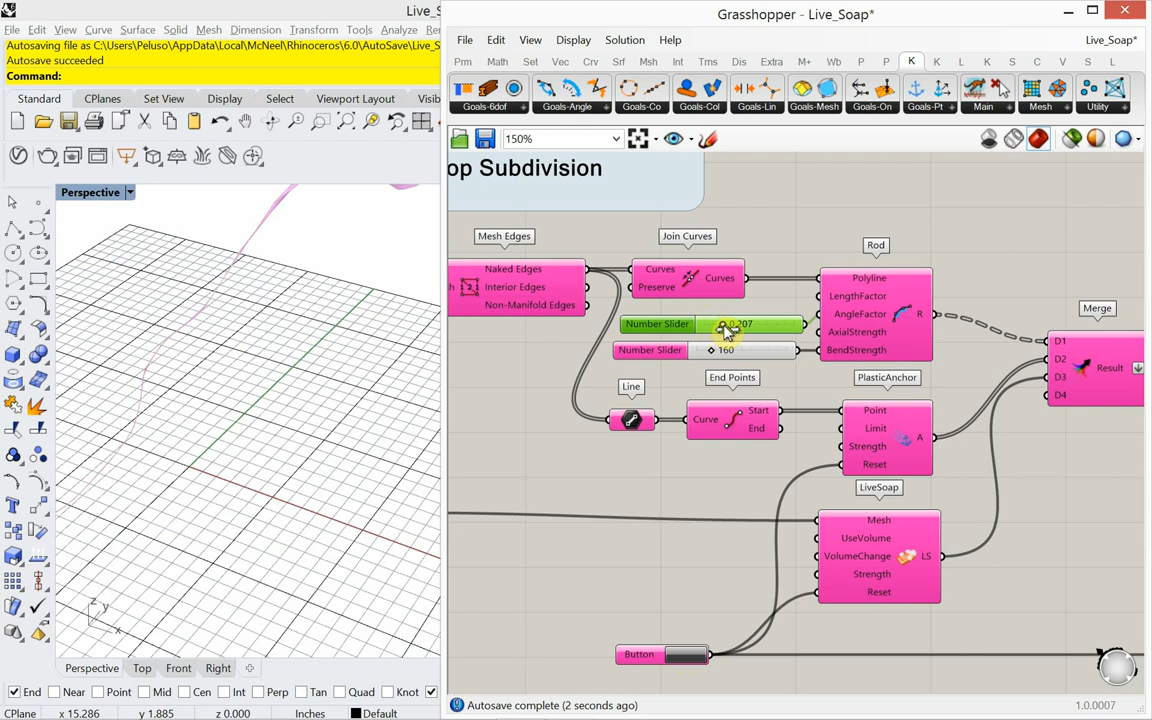 Live_S
File Edit View Curve Surface Solid Mesh Dimension Transform Tools Analyze
Autosaving file as C:\Users\Peluso\AppData\Local\McNeel\Rhinoceros\6.0\AutoSave\Live_S
Autosave succeeded
Command:
Standard CPlanes Set View Display Select Viewport Layout Visib
Perspective
z y
x
Perspective Top Front Right
End Near Point Mid Cen Int Perp Tan Quad Knot
CPlane x 15.286 y 1.885 z 0.000 Inches Default
Grasshopper - Live_Soap*
File Edit View Display Solution Help Live_Soap*
Prm Math Set Vec Crv Srf Msh Int Trns Dis Extra M+ Wb P P K K L K S C V S L
Goals-6dof Goals-Angle Goals-Co Goals-Col Goals-Lin Goals-Mesh Goals-On Goals-Pt Main Mesh Utility
150%
op Subdivision
Mesh Edges
Naked Edges
Interior Edges
Non-Manifold Edges
Join Curves
Curves Curves
Preserve
Rod
Polyline
LengthFactor
AngleFactor R
AxialStrength
BendStrength
Number Slider 0.207
Number Slider 160
Merge
D1
D2
D3
D4
Result
Line
End Points
Curve Start
End
PlasticAnchor
Point
Limit
Strength
Reset
A
LiveSoap
Mesh
UseVolume
VolumeChange LS
Strength
Reset
Button
Autosave complete (2 seconds ago) 1.0.0007